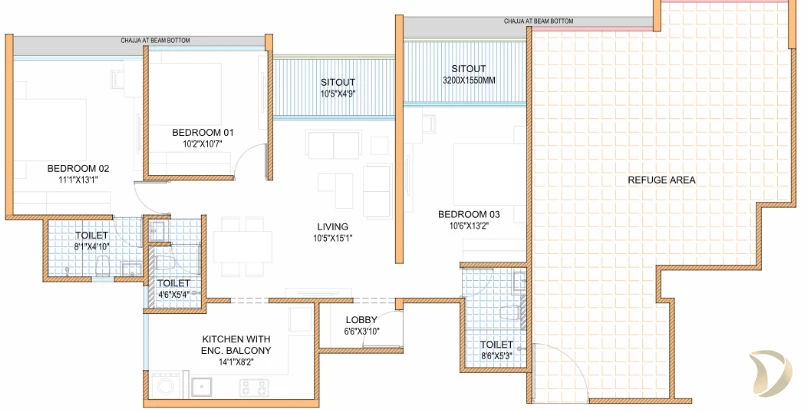 CHAJJA AT BEAM BOTTOM
CHAJJA AT BEAM BOTTOM
SITOUT
10'5"X4'9"
SITOUT
3200X1550MM
BEDROOM 01
10'2"X10'7"
BEDROOM 02
11'1"X13'1"
REFUGE AREA
LIVING
10'5"X15'1"
BEDROOM 03
10'6"X13'2"
TOILET
8'1"X4'10"
TOILET
4'6"X5'4"
LOBBY
6'6"X3'10"
KITCHEN WITH
ENC. BALCONY
14'1"X8'2"
TOILET
8'6"X5'3"